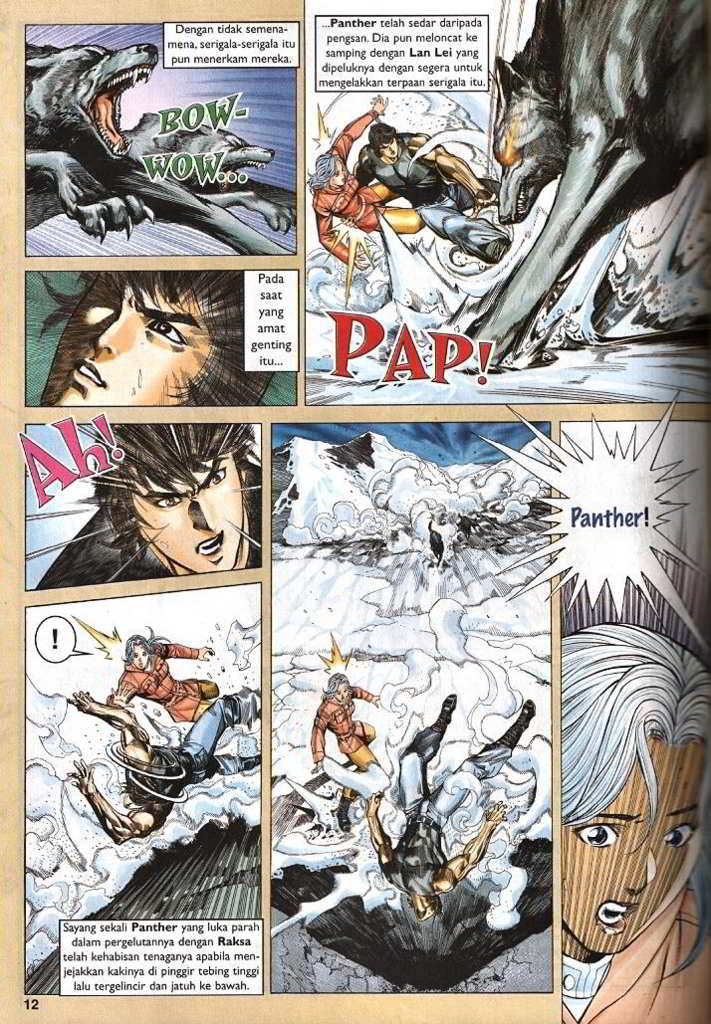 Dengan tidak semena-
mena, serigala-serigala itu
pun menerkam mereka.
BOW-
WOW...
Pada
saat
yang
amat
genting
itu...
...Panther telah sedar daripada
pengsan. Dia pun meloncat ke
samping dengan Lan Lei yang
dipeluknya dengan segera untuk
mengelakkan terpaan serigala itu.
PAP!
Ah!
!
Sayang sekali Panther yang luka parah
dalam pergelutannya dengan Raksa
telah kehabisan tenaganya apabila men-
jejakkan kakinya di pinggir tebing tinggi
lalu tergelincir dan jatuh ke bawah.
Panther!
12